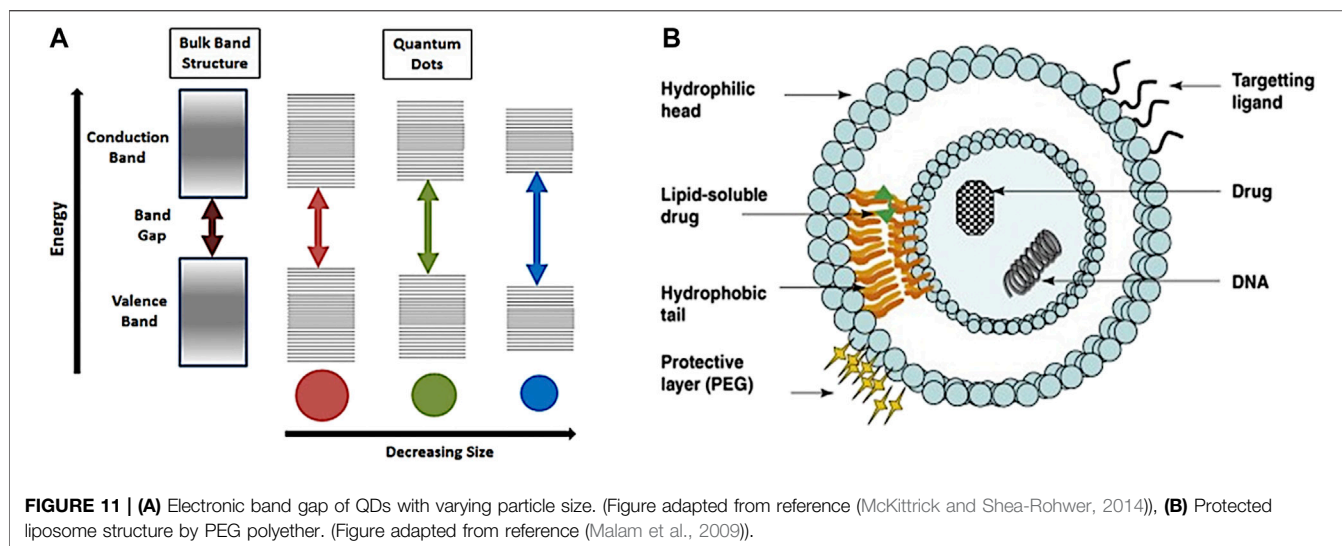 A
Bulk Band
Structure
Quantum
Dots
Conduction
Band
Band
Gap
Valence
Band
Energy
Decreasing Size
B
Hydrophilic
head
Targetting
ligand
Lipid-soluble
drug
Drug
Hydrophobic
tail
DNA
Protective
layer (PEG)
FIGURE 11 | (A) Electronic band gap of QDs with varying particle size. (Figure adapted from reference (McKittrick and Shea-Rohwer, 2014)), (B) Protected
liposome structure by PEG polyether. (Figure adapted from reference (Malam et al., 2009)).